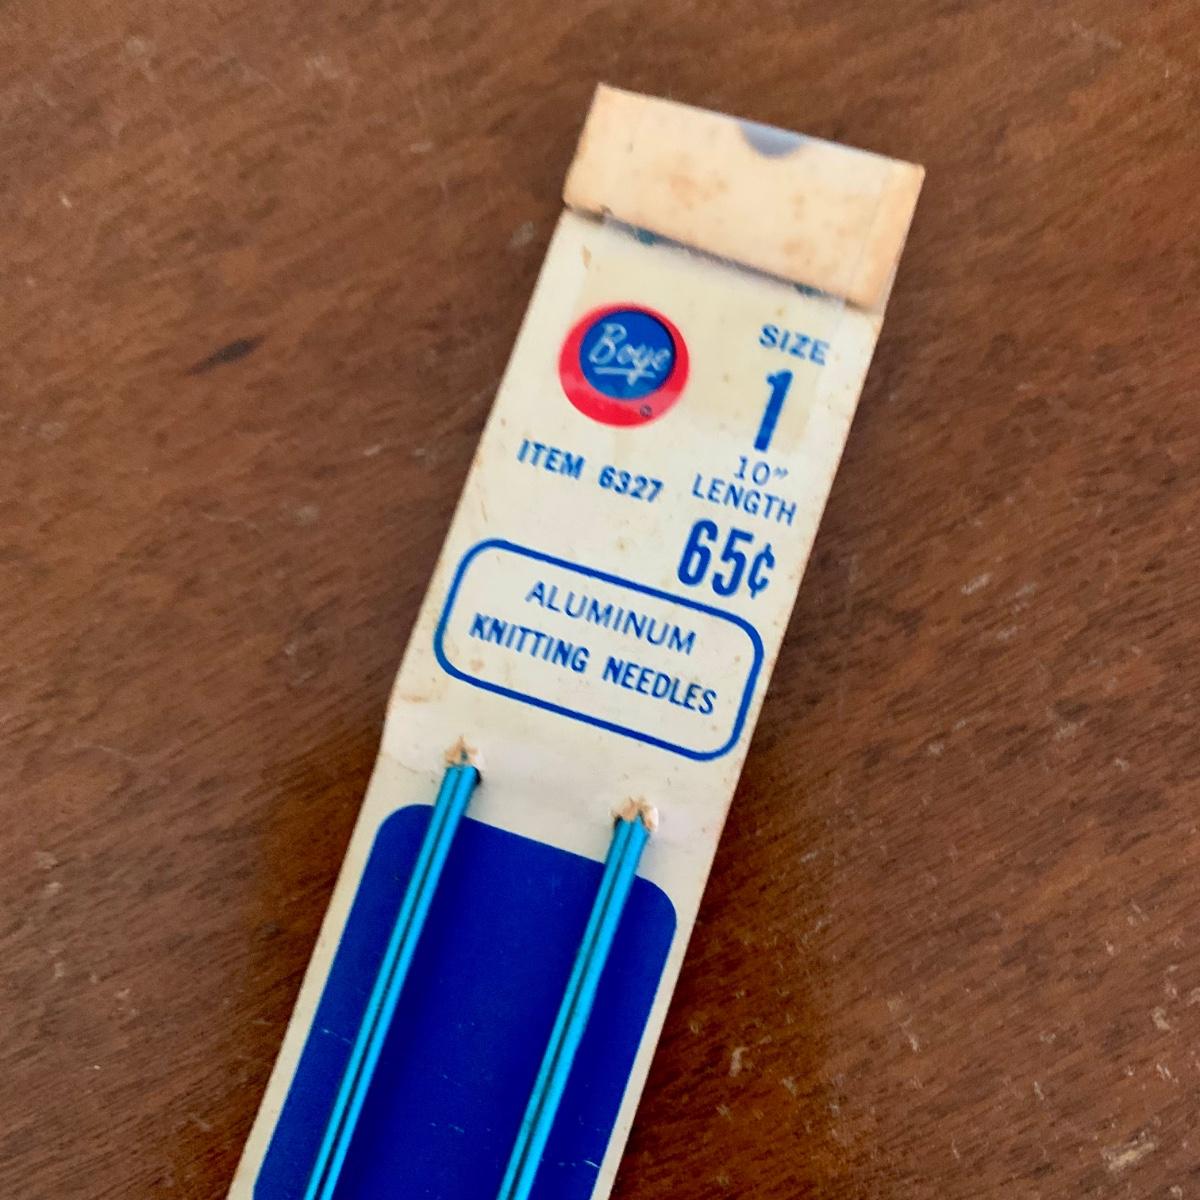 Boye
SIZE
1
ITEM 6327
10" LENGTH
65¢
ALUMINUM
KNITTING NEEDLES